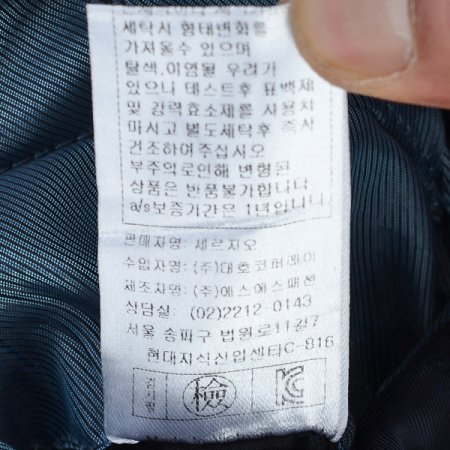 세탁시 형태변화를
가져올수 있으며
탈색.이염될 우려가
있으니 테스트후 표백제
및 강력효소제를 사용치
마시고 별도세탁후 즉사
건조하여주십시오
부주의로인해 변형된
상품은 반품불가합니다.
a/s보증기간은 1년입니다
판매자명: 세르지오
수입자명: (주)대호코퍼레이
제조자명: (주)에스에스패션
상담실: (02)2212-0143
서울 송파구 법원로11길7
현대지식산업센타C-816
검사필 檢